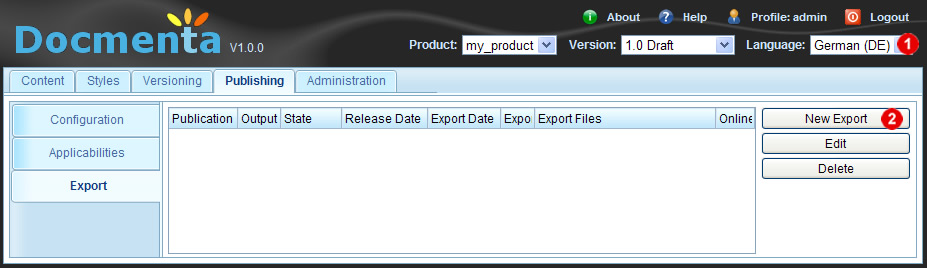 About Help Profile: admin Logout
Docmenta V1.0.0
Product: my_product Version: 1.0 Draft Language: German (DE) 1
Content Styles Versioning Publishing Administration
Configuration
Applicabilities
Export
Publication Output State Release Date Export Date Expo Export Files Online
New Export 2
Edit
Delete